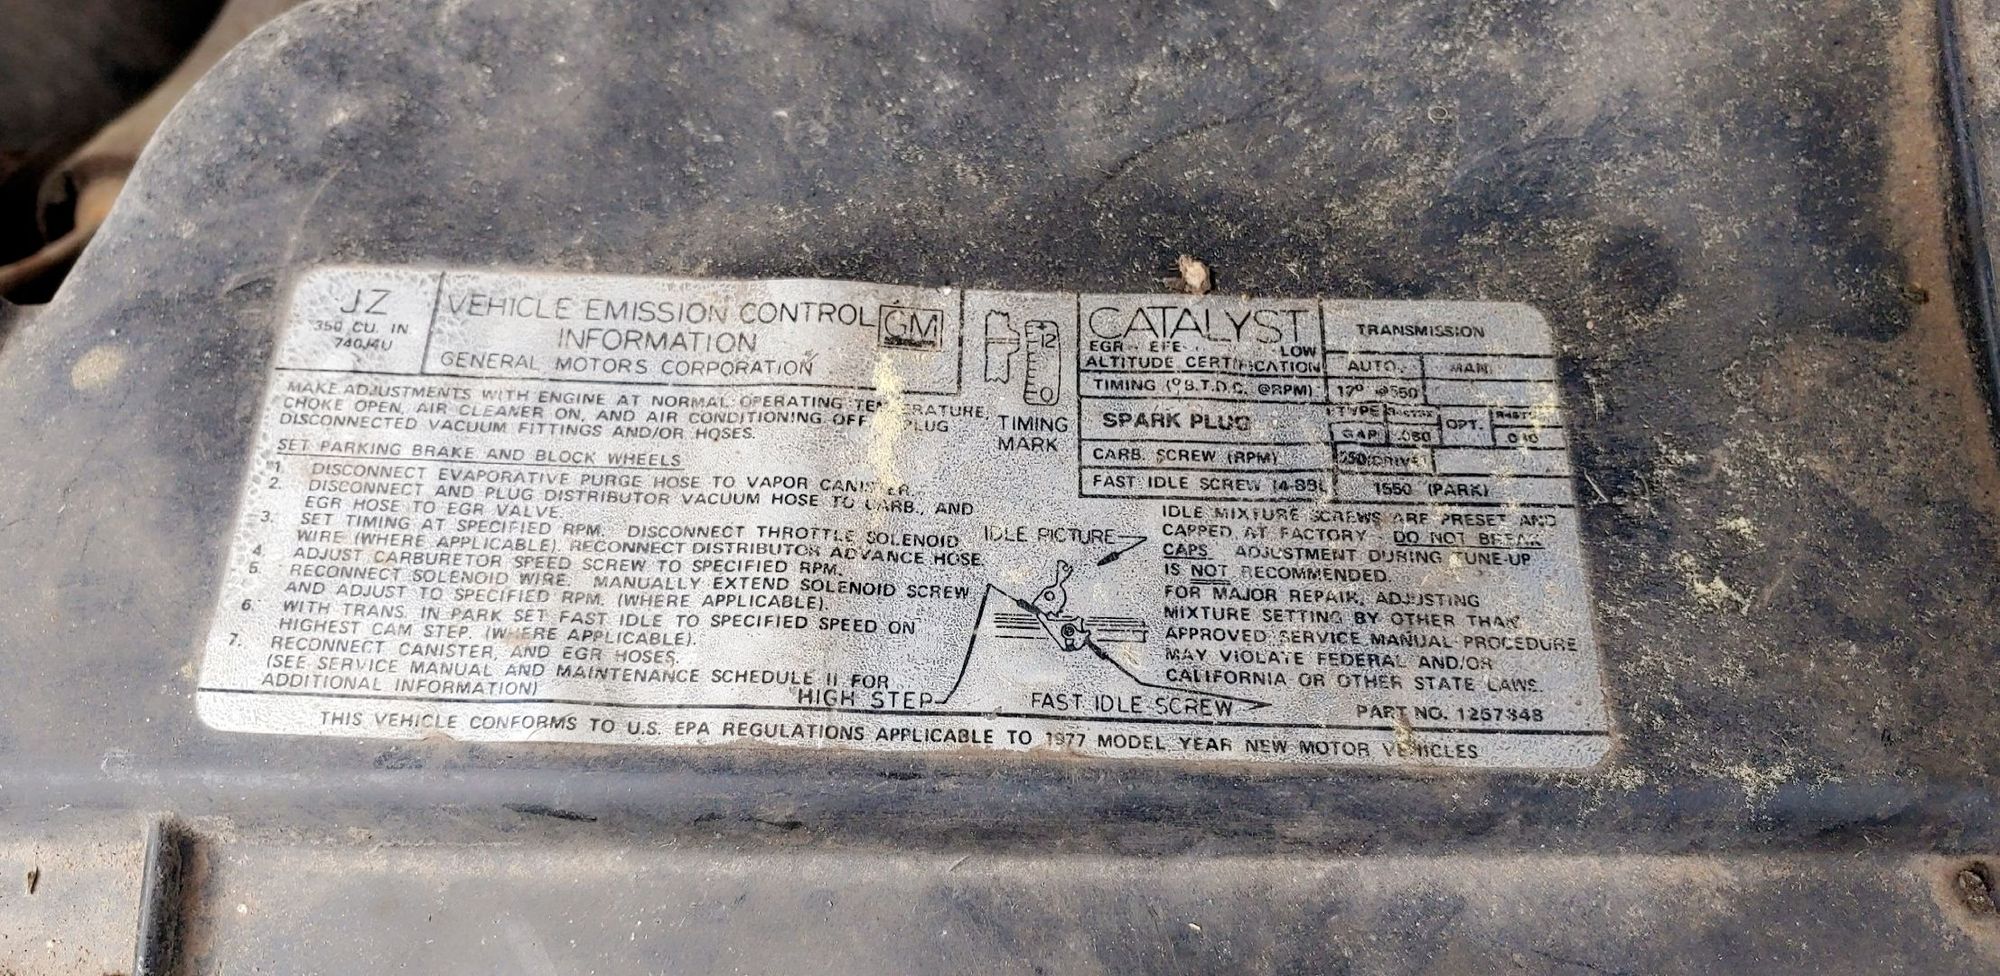 JZ
350 CU. IN
740J4U
VEHICLE EMISSION CONTROL
INFORMATION
GENERAL MOTORS CORPORATION
GM
MAKE ADJUSTMENTS WITH ENGINE AT NORMAL OPERATING TEMPERATURE,
CHOKE OPEN, AIR CLEANER ON, AND AIR CONDITIONING OFF PLUG
DISCONNECTED VACUUM FITTINGS AND/OR HOSES.
SET PARKING BRAKE AND BLOCK WHEELS
1. DISCONNECT EVAPORATIVE PURGE HOSE TO VAPOR CANISTER.
2. DISCONNECT AND PLUG DISTRIBUTOR VACUUM HOSE TO CARB., AND
EGR HOSE TO EGR VALVE.
3. SET TIMING AT SPECIFIED RPM. DISCONNECT THROTTLE SOLENOID
WIRE (WHERE APPLICABLE) RECONNECT DISTRIBUTOR ADVANCE HOSE
4. ADJUST CARBURETOR SPEED SCREW TO SPECIFIED RPM.
5. RECONNECT SOLENOID WIRE. MANUALLY EXTEND SOLENOID SCREW
AND ADJUST TO SPECIFIED RPM. (WHERE APPLICABLE).
6. WITH TRANS. IN PARK SET FAST IDLE TO SPECIFIED SPEED ON
HIGHEST CAM STEP. (WHERE APPLICABLE).
7. RECONNECT CANISTER, AND EGR HOSES.
(SEE SERVICE MANUAL AND MAINTENANCE SCHEDULE II FOR
ADDITIONAL INFORMATION)
+
12
0
TIMING
MARK
CATALYST
EGR - EFE- LOW
ALTITUDE CERTIFICATION
TRANSMISSION
AUTO. MAN.
TIMING (°B.T.D.C. @RPM) @550
SPARK PLUG TYPE OPT.
GAP .060
CARB. SCREW (RPM) 550(DRIVE)
FAST IDLE SCREW 1550 (PARK)
IDLE PICTURE
HIGH STEP
FAST IDLE SCREW
IDLE MIXTURE SCREWS ARE PRESET AND
CAPPED AT FACTORY - DO NOT BREAK
CAPS ADJUSTMENT DURING TUNE-UP
IS NOT RECOMMENDED.
FOR MAJOR REPAIR, ADJUSTING
MIXTURE SETTING BY OTHER THAN
APPROVED SERVICE MANUAL PROCEDURE
MAY VIOLATE FEDERAL AND/OR
CALIFORNIA OR OTHER STATE LAWS.
PART NO.
THIS VEHICLE CONFORMS TO U.S. EPA REGULATIONS APPLICABLE TO 1977 MODEL YEAR NEW MOTOR VEHICLES